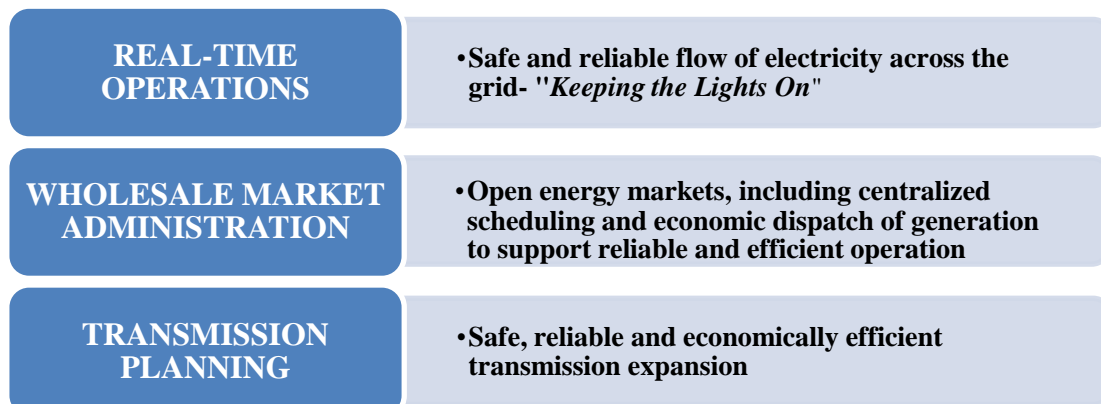 REAL-TIME
OPERATIONS
•Safe and reliable flow of electricity across the
grid- "Keeping the Lights On"
WHOLESALE MARKET
ADMINISTRATION
•Open energy markets, including centralized
scheduling and economic dispatch of generation
to support reliable and efficient operation
TRANSMISSION
PLANNING
•Safe, reliable and economically efficient
transmission expansion